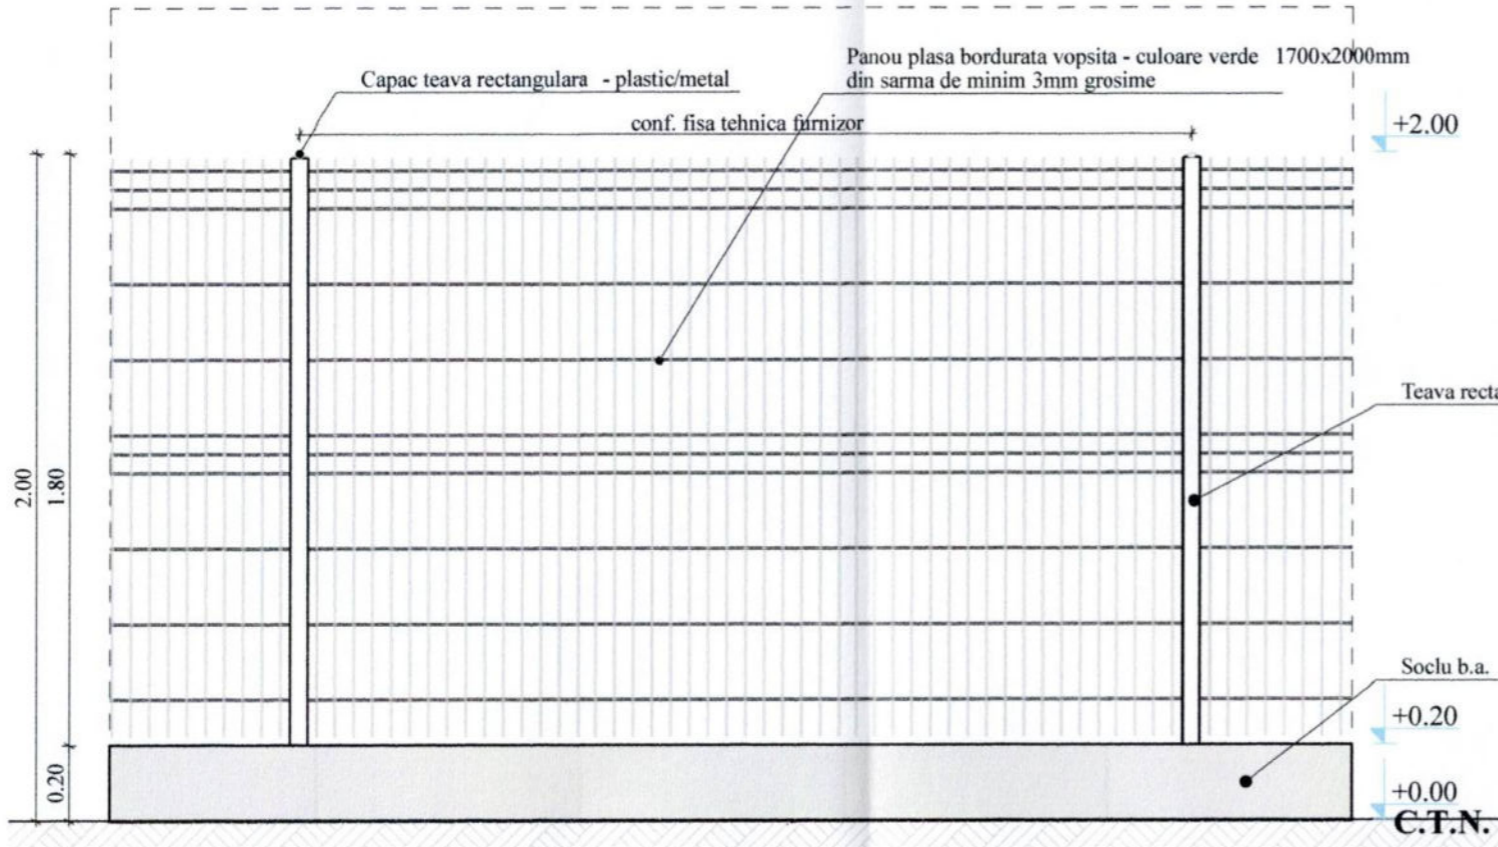 Panou plasa bordurata vopsita - culoare verde 1700x2000mm
din sarma de minim 3mm grosime
Capac teava rectangulara - plastic/metal
conf. fisa tehnica furnizor
+2.00
Teava recta
2.00
1.80
Soclu b.a.
+0.20
0.20
+0.00
C.T.N.